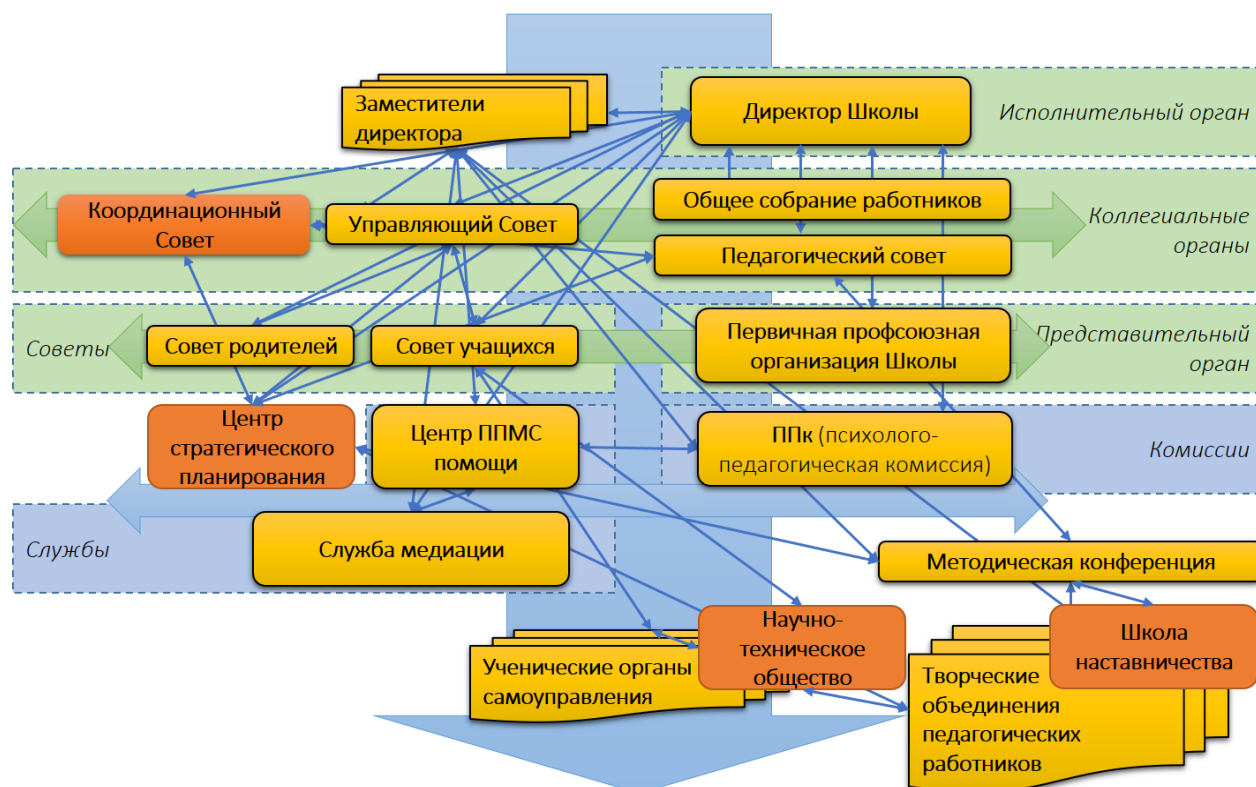 Заместители
директора
Директор Школы
Исполнительный орган
Координационный
Совет
Управляющий Совет
Общее собрание работников
Педагогический совет
Коллегиальные
органы
Советы
Совет родителей
Совет учащихся
Первичная профсоюзная
организация Школы
Представительный
орган
Центр
стратегического
планирования
Центр ППМС
помощи
ППк (психолого-
педагогическая комиссия)
Комиссии
Службы
Служба медиации
Методическая конференция
Научно-
техническое
общество
Школа
наставничества
Ученические органы
самоуправления
Творческие
объединения
педагогических
работников